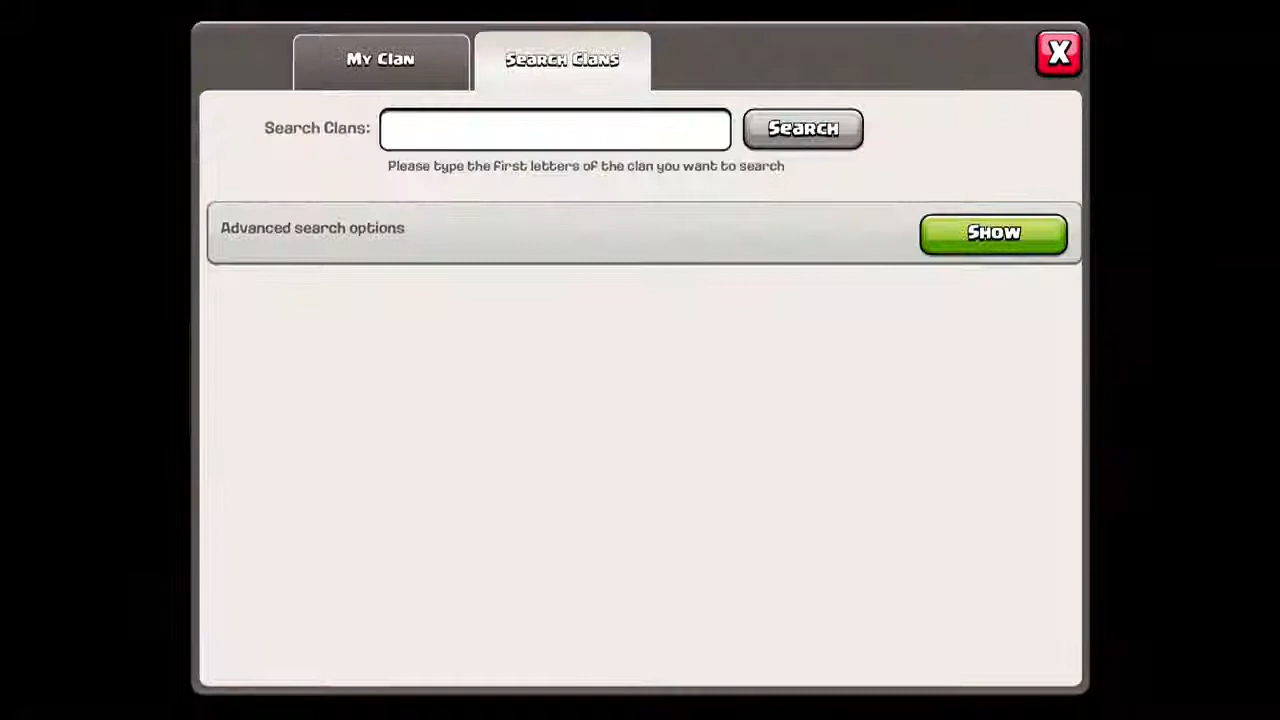 My Clan
Search Clans
X
Search Clans:
Search
Please type the first letters of the clan you want to search
Advanced search options
Show